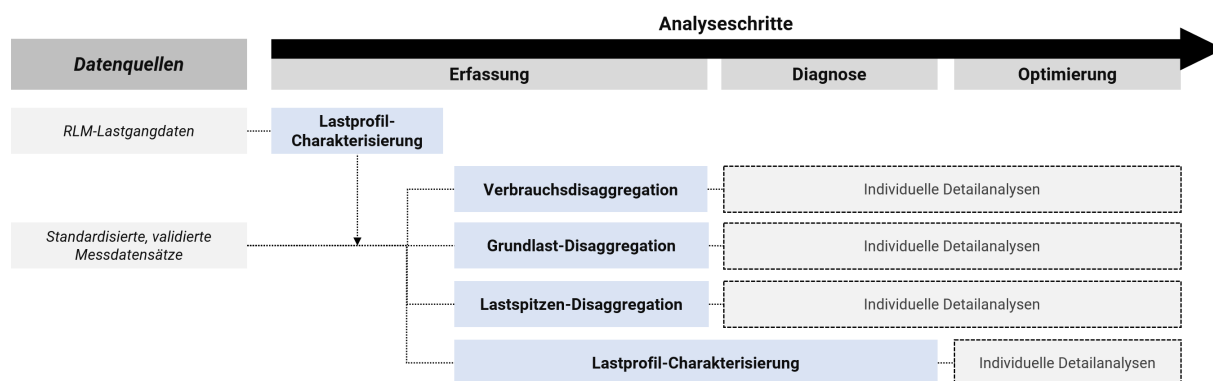 Analyseschritte
Datenquellen
Erfassung
Diagnose
Optimierung
RLM-Lastgangdaten
Lastprofil-
Charakterisierung
Verbrauchsdisaggregation
Individuelle Detailanalysen
Standardisierte, validierte
Messdatensätze
Grundlast-Disaggregation
Individuelle Detailanalysen
Lastspitzen-Disaggregation
Individuelle Detailanalysen
Lastprofil-Charakterisierung
Individuelle Detailanalysen